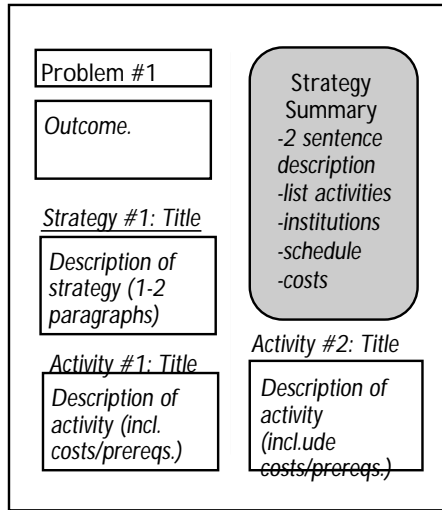 Problem #1
Outcome.
Strategy #1: Title
Description of
strategy (1-2
paragraphs)
Activity #1: Title
Description of
activity (incl.
costs/prereqs.)
Strategy
Summary
-2 sentence
description
-list activities
-institutions
-schedule
-costs
Activity #2: Title
Description of
activity
(incl.ude
costs/prereqs.)